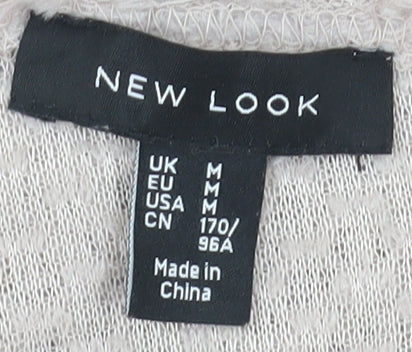 NEW LOOK
UK M
EU M
USA M
CN 170/
96A
Made in
China